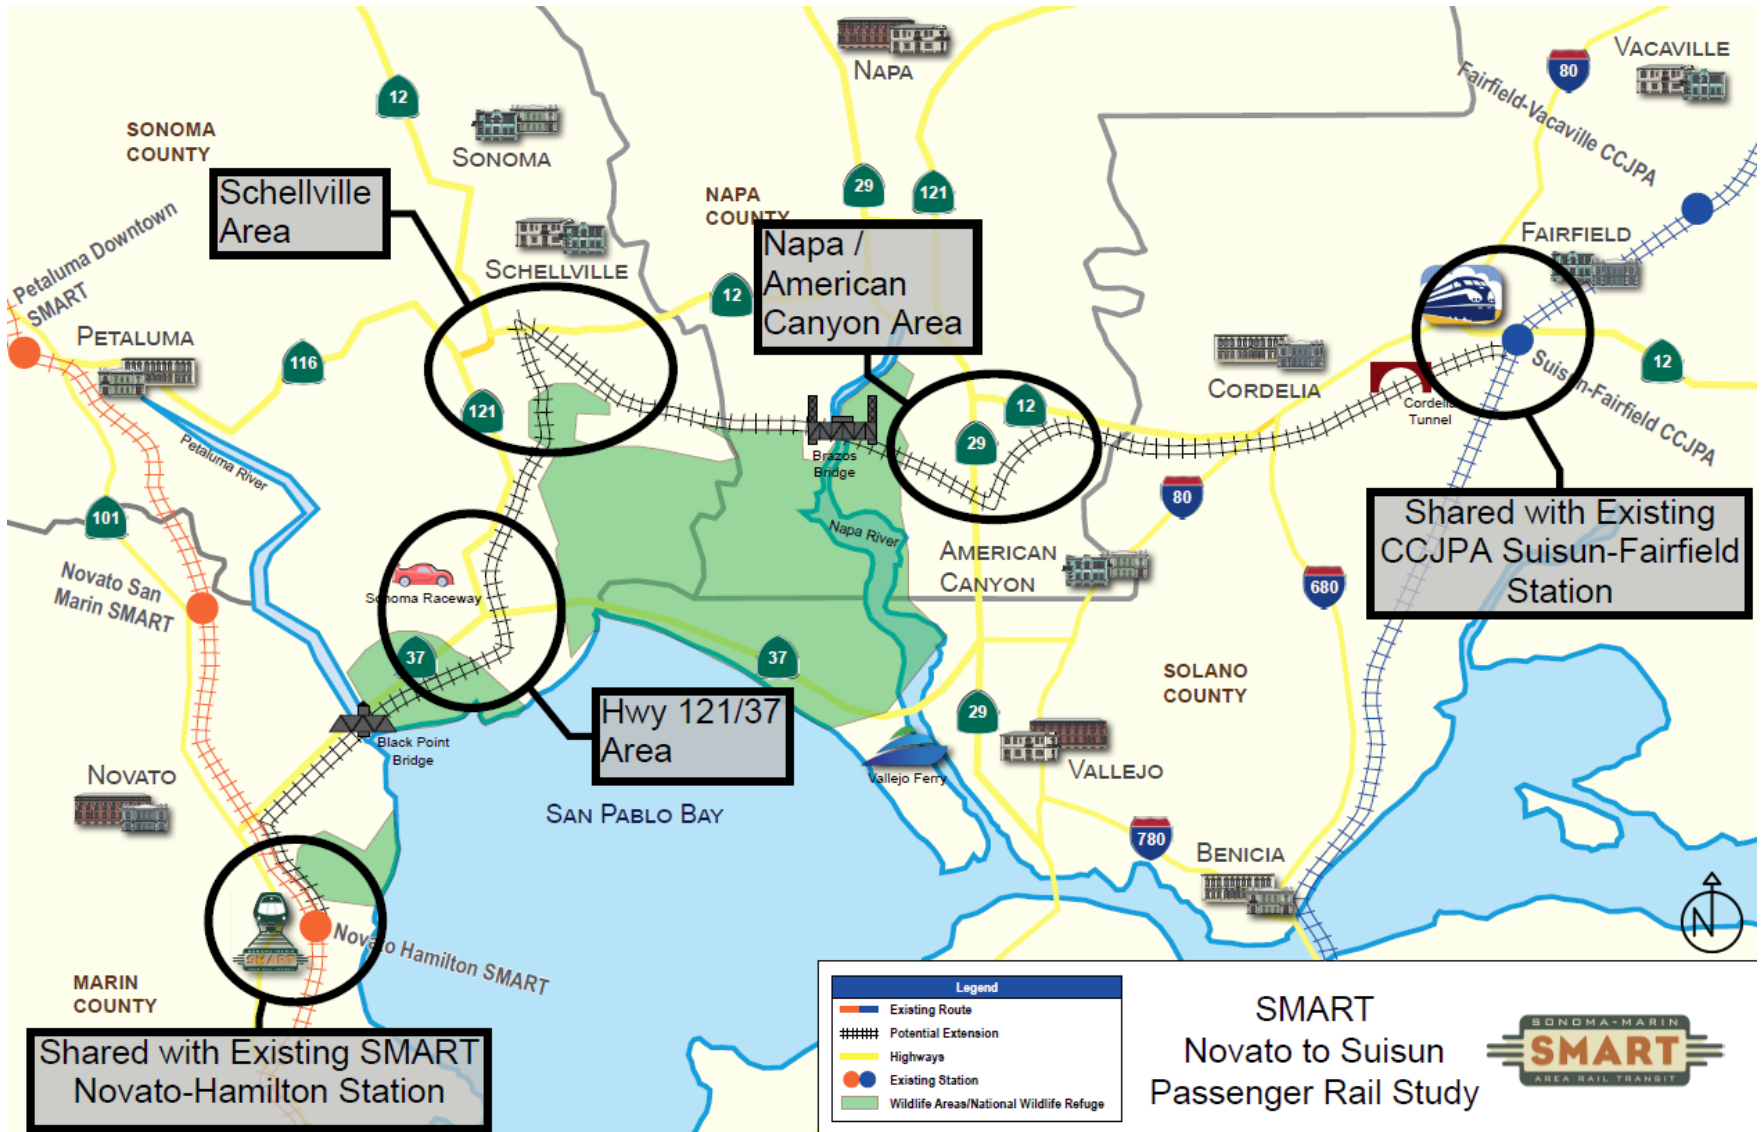 12
NAPA
80
VACAVILLE
Fairfield-Vacaville CCJPA
SONOMA
COUNTY
SONOMA
Schellville
Area
NAPA
COUNTY
29
121
Petaluma Downtown
SMART
SCHELLVILLE
Napa /
American
Canyon Area
12
FAIRFIELD
PETALUMA
116
121
12
29
CORDELIA
Cordelia
Tunnel
12
Suisun-Fairfield CCJPA
Petaluma River
Brazos
Bridge
101
80
Napa River
Shared with Existing
CCJPA Suisun-Fairfield
Station
Novato San
Marin SMART
Sonoma Raceway
AMERICAN
CANYON
680
37
37
SOLANO
COUNTY
Hwy 121/37
Area
29
Black Point
Bridge
Vallejo Ferry
VALLEJO
NOVATO
SAN PABLO BAY
780
BENICIA
N
SMART
Novato Hamilton SMART
MARIN
COUNTY
Shared with Existing SMART
Novato-Hamilton Station
Legend
Existing Route
Potential Extension
Highways
Existing Station
Wildlife Areas/National Wildlife Refuge
SMART
Novato to Suisun
Passenger Rail Study
SONOMA-MARIN
SMART
AREA RAIL TRANSIT